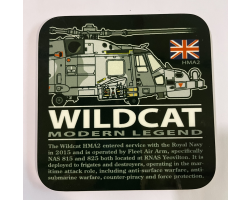 HMA2
WILDCAT
MODERN LEGEND
The Wildcat HMA2 entered service with the Royal Navy
in 2015 and is operated by Fleet Air Arm, specifically
NAS 815 and 825 both located at RNAS Yeovilton. It is
deployed to frigates and destroyers, operating in the mar-
itime attack role, including anti-surface warfare, anti-
submarine warfare, counter-piracy and force protection.